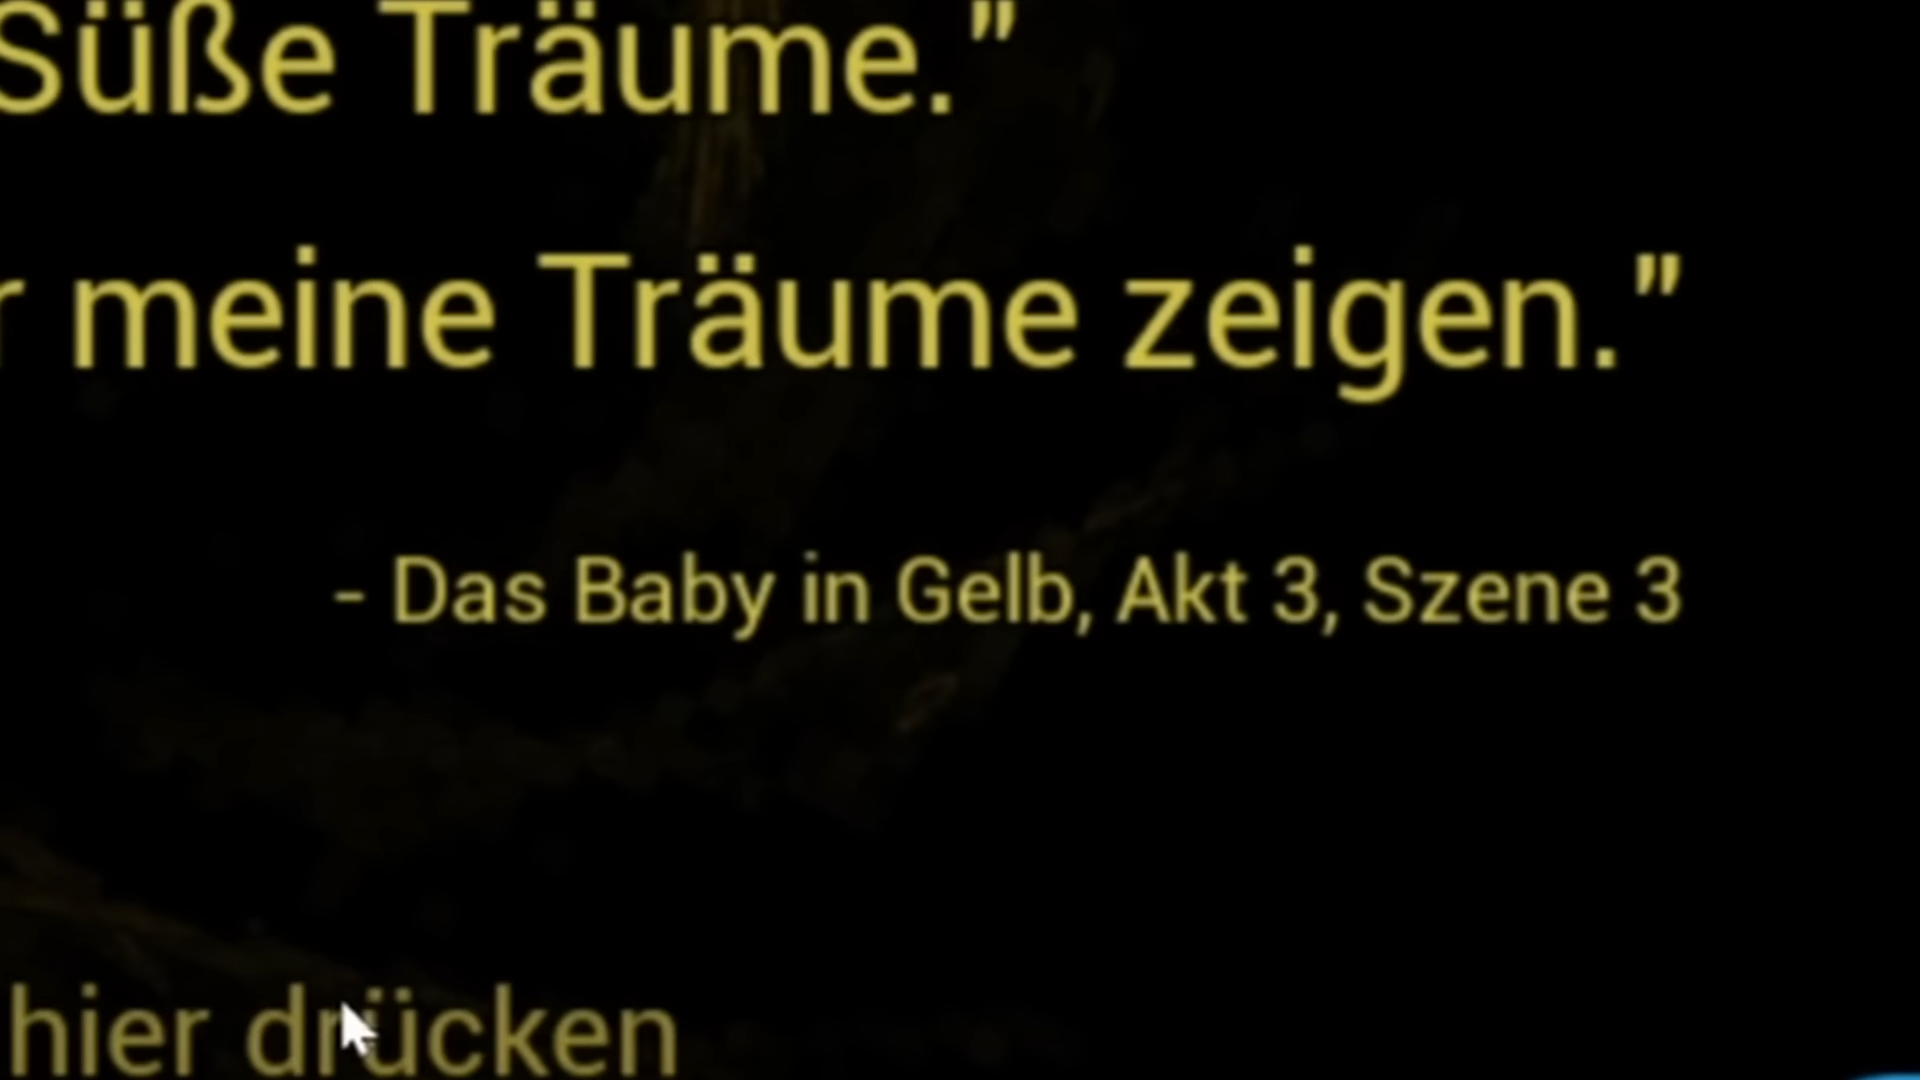 Süße Träume."
r meine Träume zeigen."
- Das Baby in Gelb, Akt 3, Szene 3
hier drücken